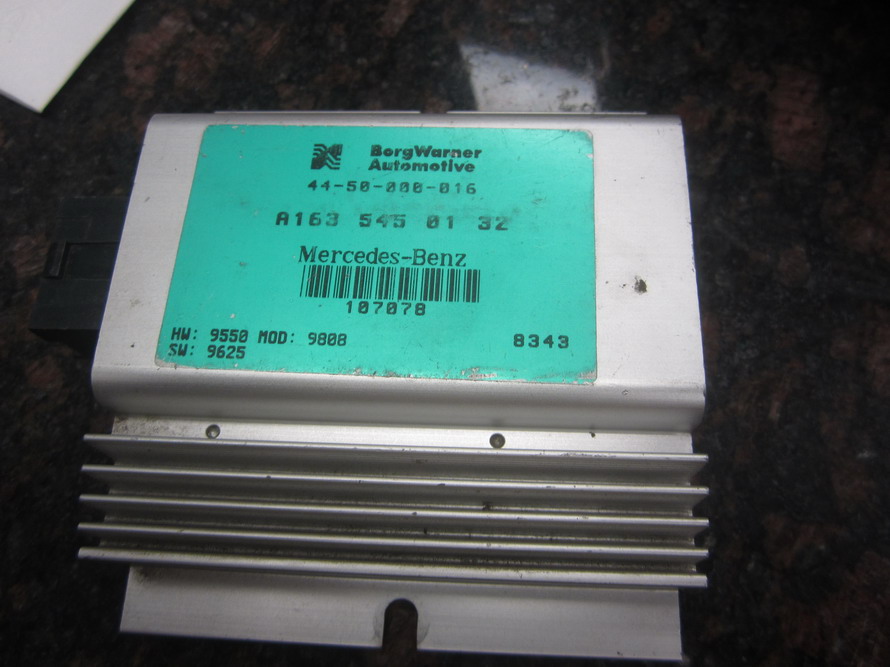 BorgWarner
Automotive
44-50-000-016
A163 545 01 32
Mercedes-Benz
107078
HW: 9550 MOD: 9808 8343
SW: 9625